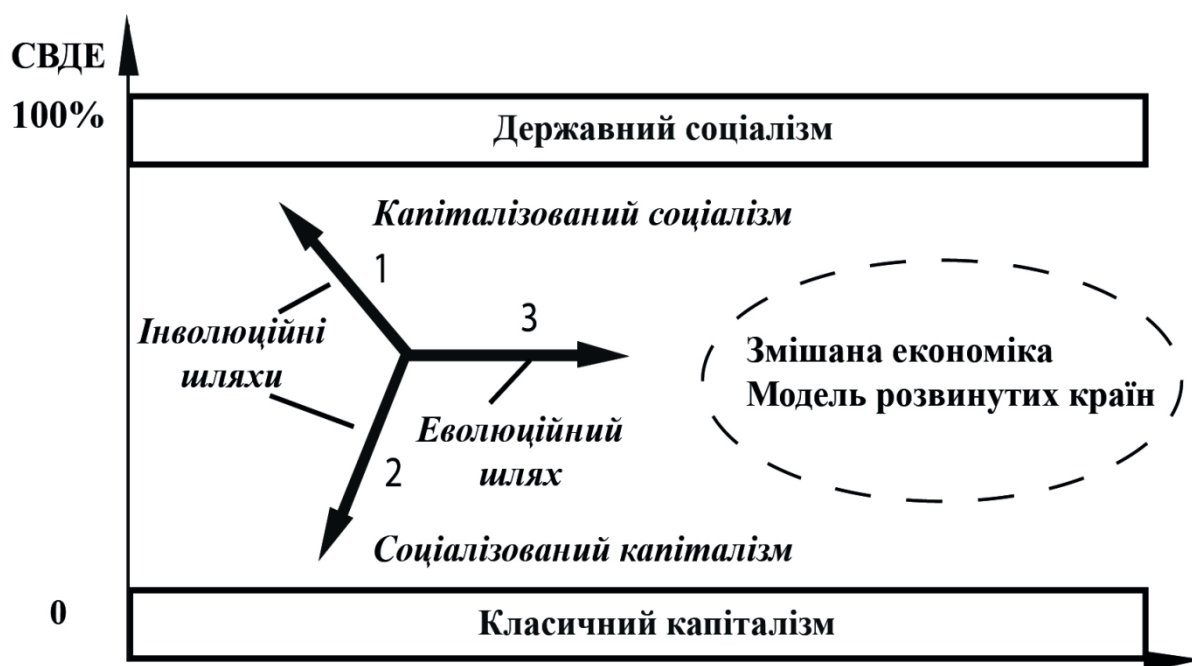 СВДЕ
100%
Державний соціалізм
Капіталізований соціалізм
1
Інволюційні
шляхи
3
Змішана економіка
Модель розвинутих країн
Еволюційний
шлях
2
Соціалізований капіталізм
0
Класичний капіталізм